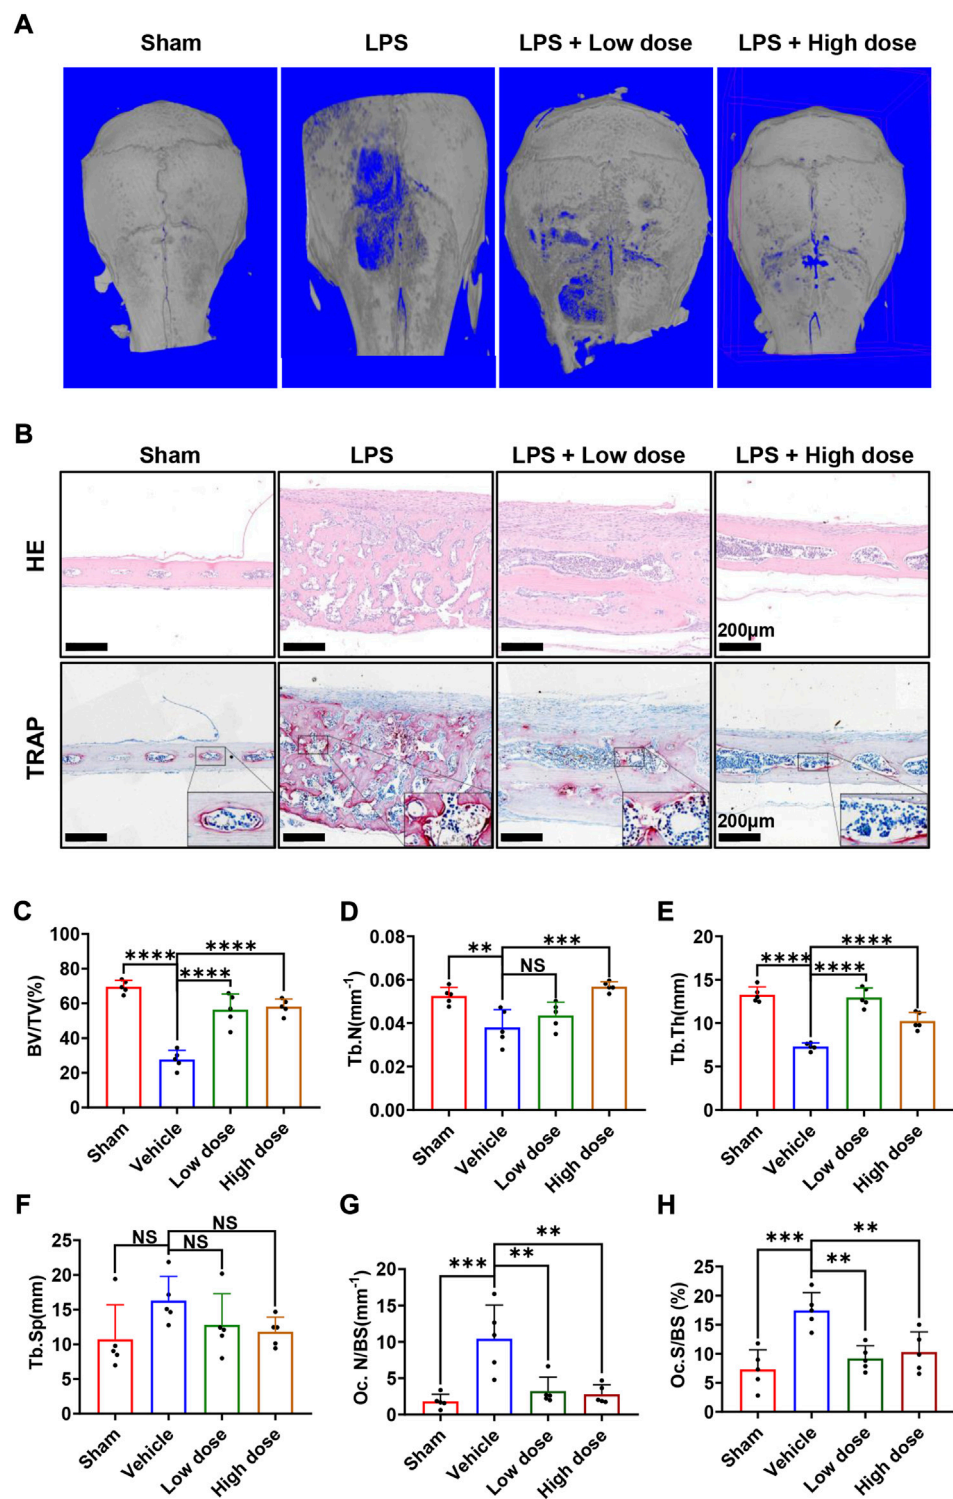 A
Sham LPS LPS + Low dose LPS + High dose
B
Sham LPS LPS + Low dose LPS + High dose
HE
200μm
TRAP
200μm
C
BV/TV(%)
100
80
60
40
20
0
****
****
****
Sham Vehicle Low dose High dose
D
Tb.N(mm⁻¹)
0.08
0.06
0.04
0.02
0.00
**
***
NS
Sham Vehicle Low dose High dose
E
Tb.Th(mm)
20
15
10
5
0
****
****
****
Sham Vehicle Low dose High dose
F
Tb.Sp(mm)
25
20
15
10
5
0
NS
NS
NS
Sham Vehicle Low dose High dose
G
Oc. N/BS(mm⁻¹)
20
15
10
5
0
***
**
**
Sham Vehicle Low dose High dose
H
Oc.S/BS (%)
25
20
15
10
5
0
***
**
**
Sham Vehicle Low dose High dose